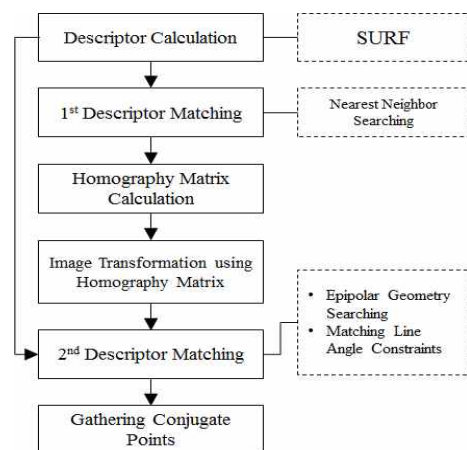 Descriptor Calculation
SURF
1st Descriptor Matching
Nearest Neighbor
Searching
Homography Matrix
Calculation
Image Transformation using
Homography Matrix
• Epipolar Geometry
Searching
• Matching Line
Angle Constraints
2nd Descriptor Matching
Gathering Conjugate
Points